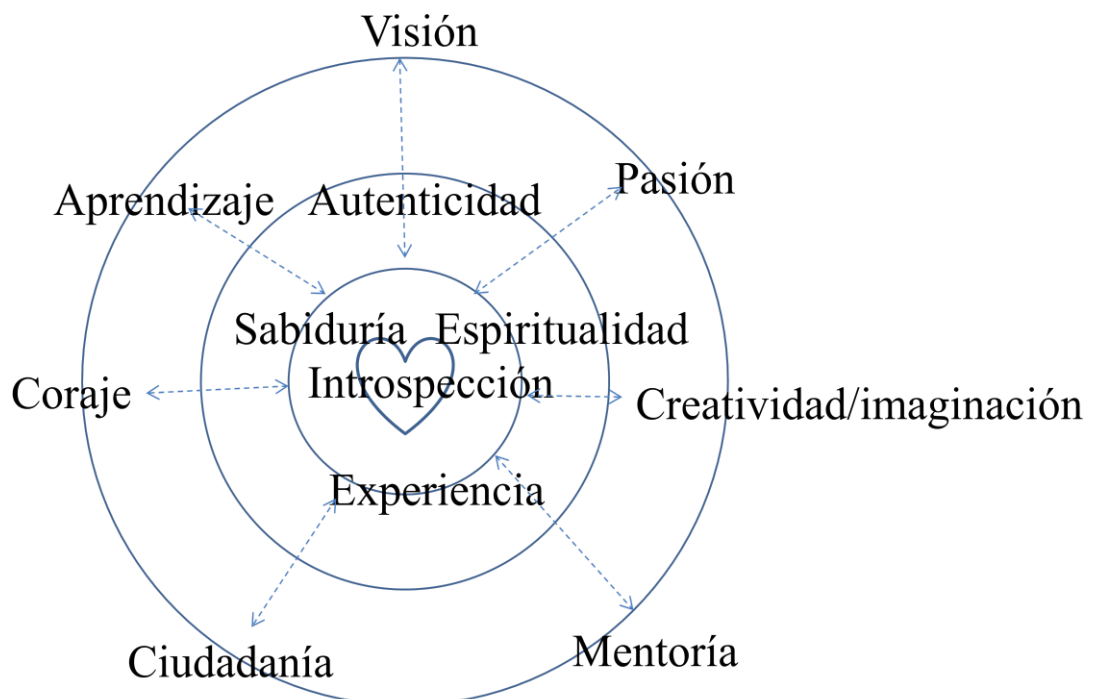 Visión
Pasión
Aprendizaje
Autenticidad
Sabiduría
Espiritualidad
Introspección
Coraje
Creatividad/imaginación
Experiencia
Ciudadanía
Mentoría